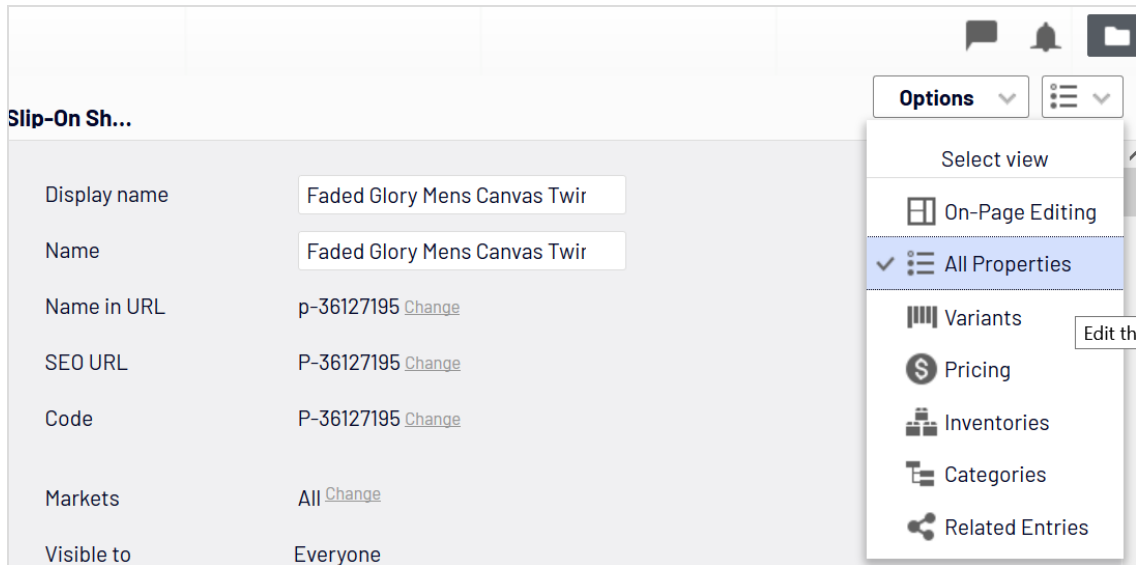 Options
Slip-On Sh...
Select view
Display name
Faded Glory Mens Canvas Twir
On-Page Editing
Name
Faded Glory Mens Canvas Twir
All Properties
Name in URL
p-36127195 Change
Variants
Edit th
SEO URL
P-36127195 Change
Pricing
Code
P-36127195 Change
Inventories
Categories
Markets
All Change
Related Entries
Visible to
Everyone